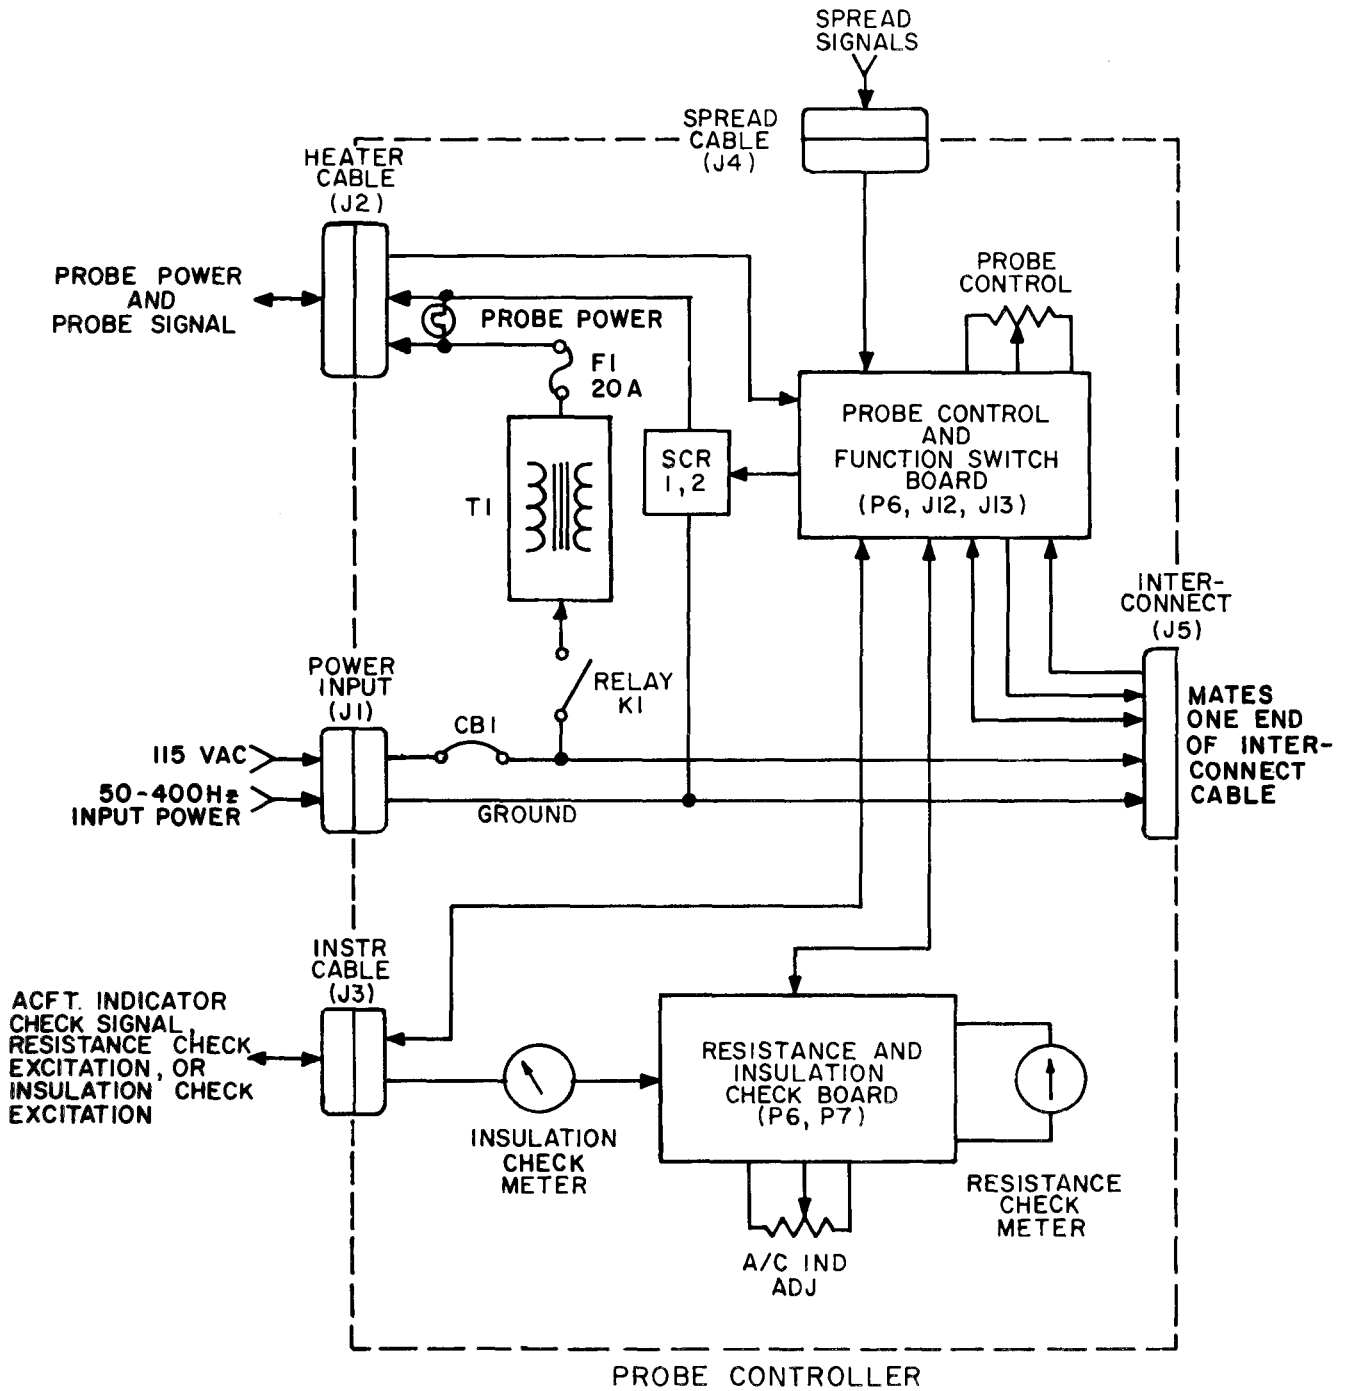 SPREAD
SIGNALS
SPREAD
CABLE
(J4)
HEATER
CABLE
(J2)
PROBE POWER
AND
PROBE SIGNAL
PROBE POWER
F1
20A
PROBE
CONTROL
PROBE CONTROL
AND
FUNCTION SWITCH
BOARD
(P6, J12, J13)
SCR
1, 2
T1
INTER-
CONNECT
(J5)
POWER
INPUT
(J1)
RELAY
K1
CB1
115 VAC
50-400Hz
INPUT POWER
GROUND
MATES
ONE END
OF INTER-
CONNECT
CABLE
INSTR
CABLE
(J3)
ACFT. INDICATOR
CHECK SIGNAL,
RESISTANCE CHECK
EXCITATION, OR
INSULATION CHECK
EXCITATION
INSULATION
CHECK
METER
RESISTANCE AND
INSULATION
CHECK BOARD
(P6, P7)
RESISTANCE
CHECK
METER
A/C IND
ADJ
PROBE CONTROLLER